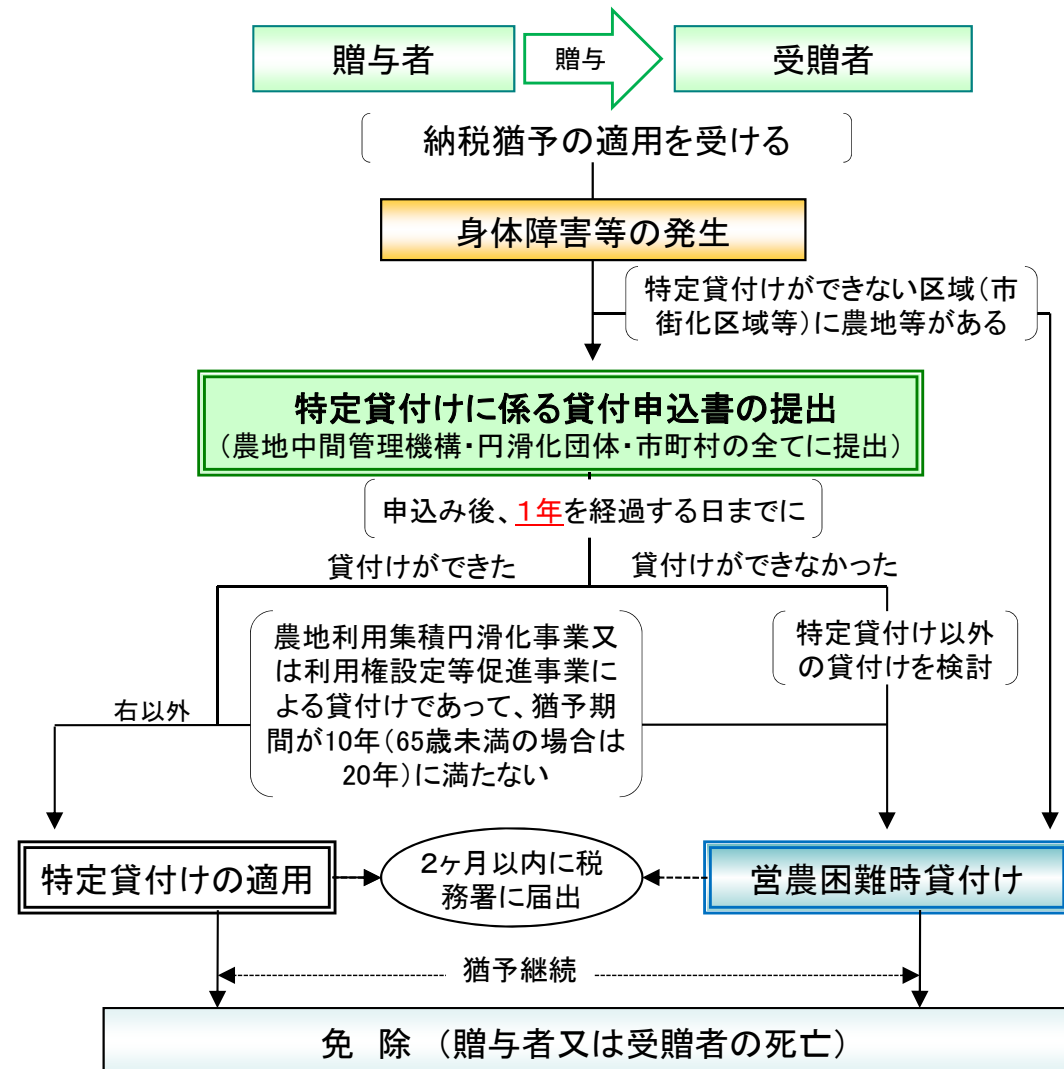 贈与者
贈与
受贈者
納税猶予の適用を受ける
身体障害等の発生
特定貸付けができない区域（市
街化区域等）に農地等がある
特定貸付けに係る貸付申込書の提出
（農地中間管理機構・円滑化団体・市町村の全てに提出）
申込み後、１年を経過する日までに
貸付けができた
貸付けができなかった
農地利用集積円滑化事業又
は利用権設定等促進事業に
よる貸付けであって、猶予期
間が10年（65歳未満の場合は
20年）に満たない
特定貸付け以外
の貸付けを検討
右以外
特定貸付けの適用
２ヶ月以内に税
務署に届出
営農困難時貸付け
猶予継続
免　除　（贈与者又は受贈者の死亡）